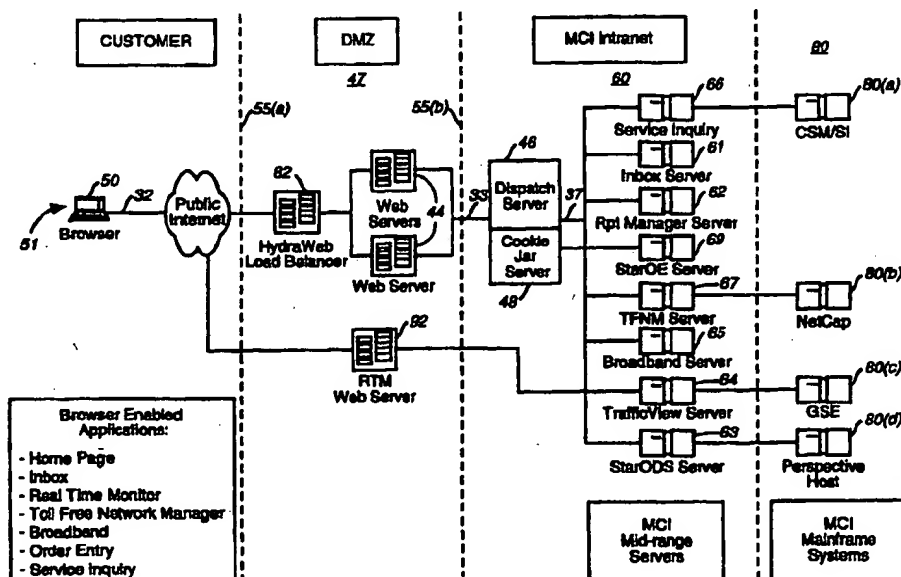 CUSTOMER
DMZ
47
MCI Intranet
60
80
55(a)
55(b)
50
32
51
Browser
Public
Internet
82
HydraWeb
Load Balancer
Web
Servers
44
Web Server
92
RTM
Web Server
33
46
Dispatch
Server
Cookie
Jar
Server
48
37
66
Service Inquiry
61
Inbox Server
62
Rpt Manager Server
69
StarOE Server
67
TFNM Server
65
Broadband Server
64
TrafficView Server
63
StarODS Server
80(a)
CSM/SI
80(b)
NetCap
80(c)
GSE
80(d)
Perspective
Host
Browser Enabled
Applications:
- Home Page
- Inbox
- Real Time Monitor
- Toll Free Network Manager
- Broadband
- Order Entry
- Service Inquiry
MCI
Mid-range
Servers
MCI
Mainframe
Systems